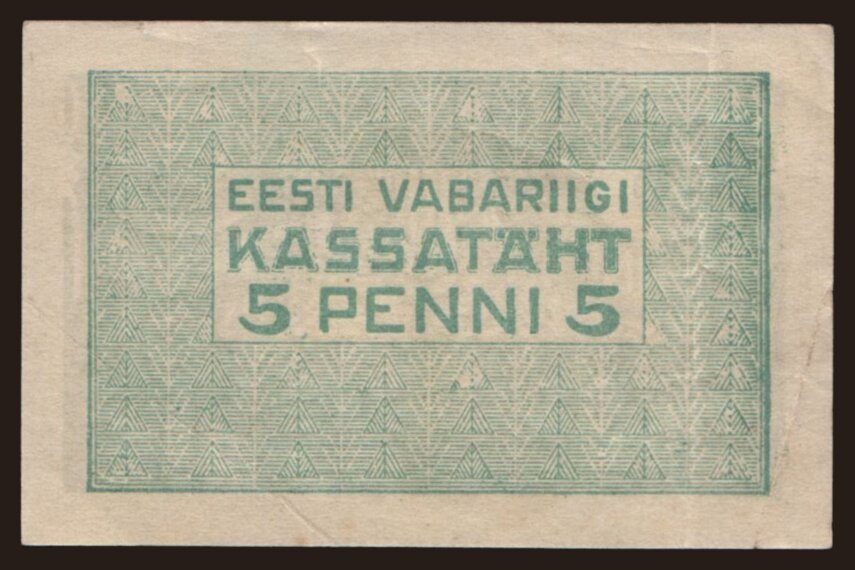 EESTI VABARIIGI
KASSATÄHT
5 PENNI 5